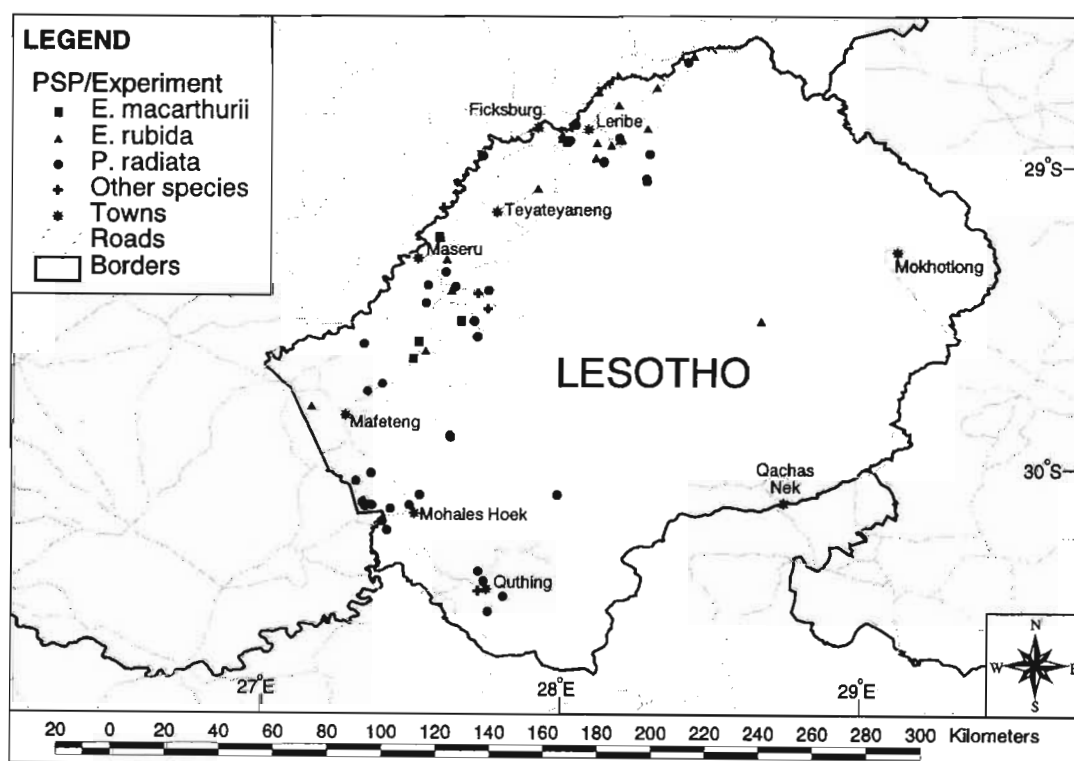 LEGEND
PSP/Experiment
E. macarthurii
E. rubida
P. radiata
Other species
Towns
Roads
Borders
Ficksburg
Leribe
29°S
Teyateyaneng
Maseru
Mokhotlong
LESOTHO
Mafeteng
30°S
Qachas
Nek
Mohales Hoek
Quthing
N
W E
S
27°E
28°E
29°E
20 0 20 40 60 80 100 120 140 160 180 200 220 240 260 280 300 Kilometers